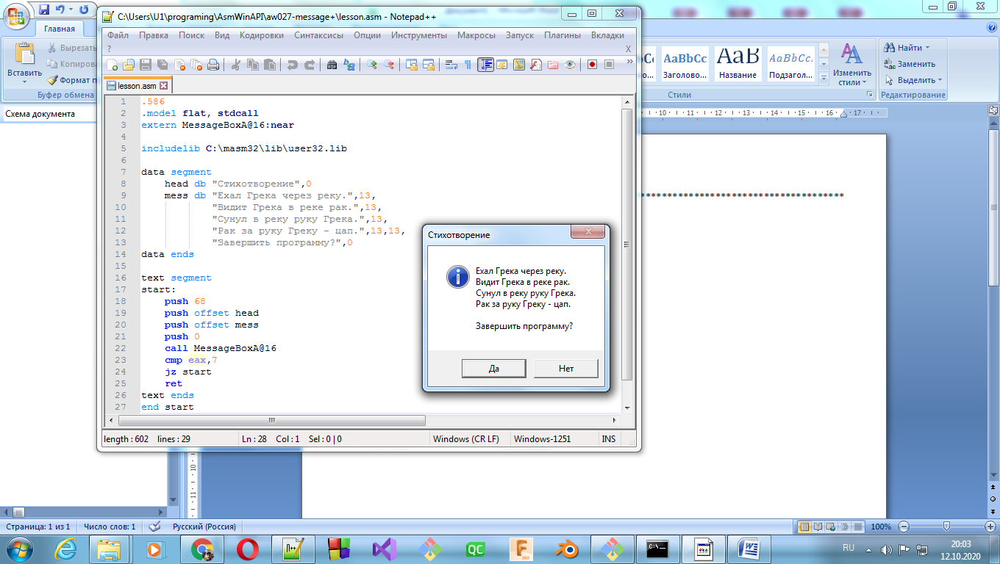 C:\Users\U1\programing\AsmWinAPI\aw027-message+\lesson.asm - Notepad++
Файл Правка Поиск Вид Кодировки Синтаксисы Опции Инструменты Макросы Запуск Плагины Вкладки
? X
lesson.asm
1 .586
2 .model flat, stdcall
3 extern MessageBoxA@16:near
4
5 includelib C:\masm32\lib\user32.lib
6
7 data segment
8 head db "Стихотворение",0
9 mess db "Ехал Грека через реку.",13,
10 "Видит Грека в реке рак.",13,
11 "Сунул в реку руку Грека.",13,
12 "Рак за руку Греку - цап.",13,13,
13 "Завершить программу?",0
14 data ends
15
16 text segment
17 start:
18 push 68
19 push offset head
20 push offset mess
21 push 0
22 call MessageBoxA@16
23 cmp eax,7
24 jz start
25 ret
26 text ends
27 end start
length : 602 lines : 29 Ln : 28 Col : 1 Sel : 0 | 0 Windows (CR LF) Windows-1251 INS
Стихотворение
Ехал Грека через реку.
Видит Грека в реке рак.
Сунул в реку руку Грека.
Рак за руку Греку - цап.
Завершить программу?
Да Нет
Главная
Вставить
Вырезать
Формат
Буфер обмена
Схема документа
AaBbCc AaB AaBbCc.
Заголово... Название Подзагол...
Изменить
стили
Стили
Найти
Заменить
Выделить
Редактирование
10 11 12 13 14 15 16 17
************************************
10
11
Страница: 1 из 1 Число слов: 1 Русский (Россия) 100%
QC
F
360
C:\
RU
20:03
12.10.2020